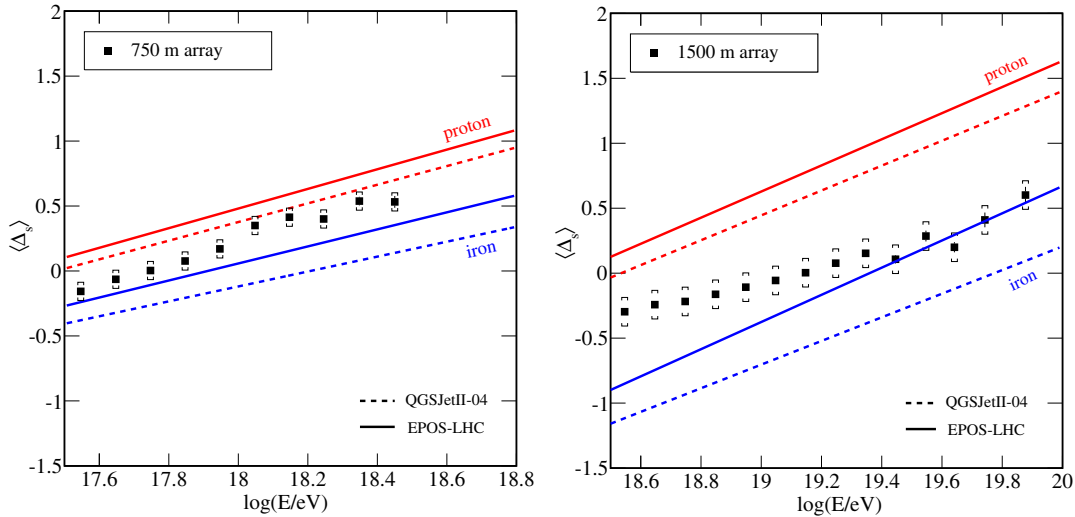 750 m array
proton
iron
QGSJetII-04
EPOS-LHC
⟨Δs⟩
2
1.5
1
0.5
0
-0.5
-1
-1.5
17.6 17.8 18 18.2 18.4 18.6 18.8
log(E/eV)
1500 m array
proton
iron
QGSJetII-04
EPOS-LHC
⟨Δs⟩
2
1.5
1
0.5
0
-0.5
-1
-1.5
18.6 18.8 19 19.2 19.4 19.6 19.8 20
log(E/eV)